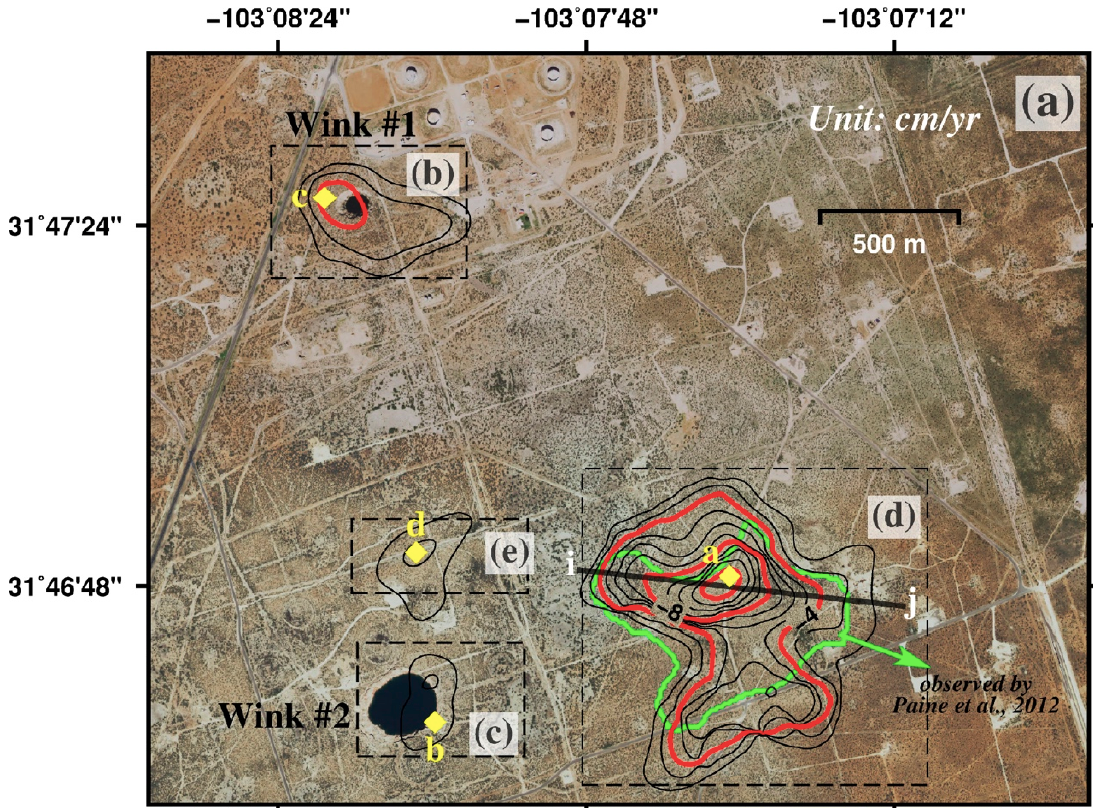 −103˚08'24" −103˚07'48" −103˚07'12"
(a)
Unit: cm/yr
Wink #1
(b)
c
31˚47'24"
500 m
(d)
d
a
(e)
i
31˚46'48"
−8
−4
j
observed by
Paine et al., 2012
Wink #2
(c)
b